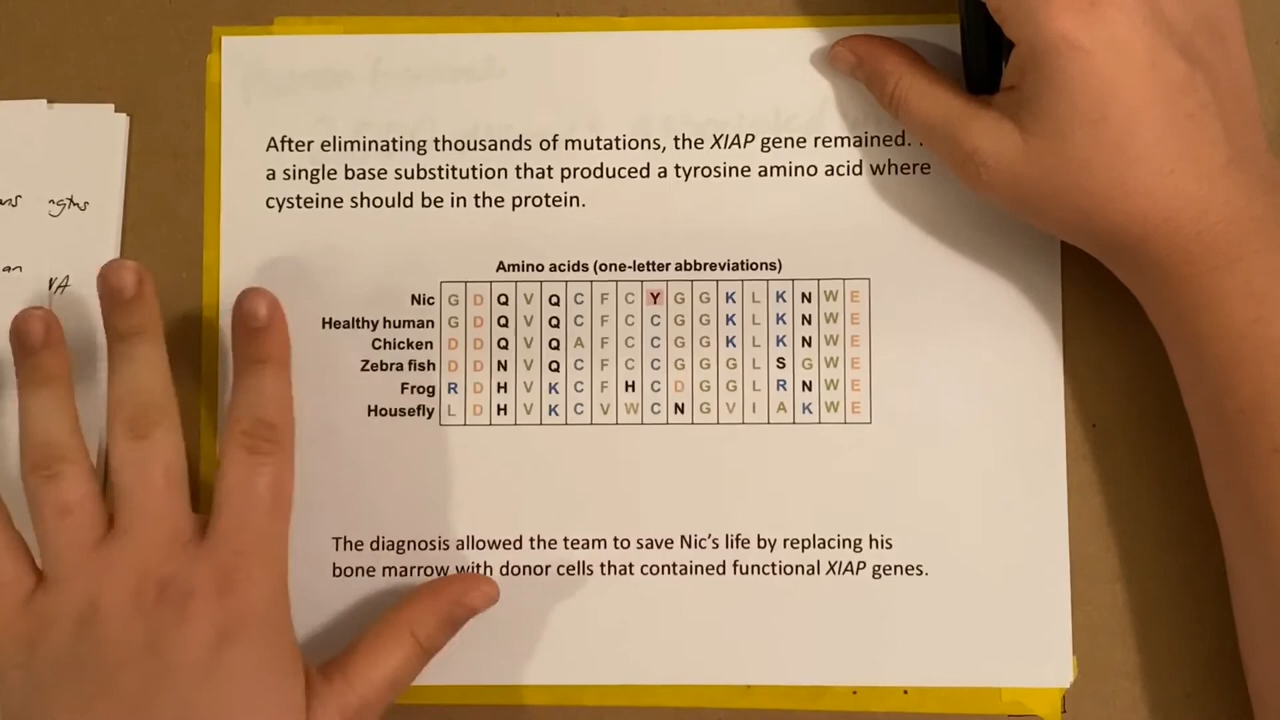 After eliminating thousands of mutations, the XIAP gene remained. .
a single base substitution that produced a tyrosine amino acid where
cysteine should be in the protein.
Amino acids (one-letter abbreviations)
Nic G D Q V Q C F C Y G G K L K N W E
Healthy human G D Q V Q C F C C G G K L K N W E
Chicken D D Q V Q A F C C G G K L K N W E
Zebra fish D D N V Q C F C C G G G L S G W E
Frog R D H V K C F H C D G G L R N W E
Housefly L D H V K C V W C N G V I A K W E
The diagnosis allowed the team to save Nic's life by replacing his
bone marrow with donor cells that contained functional XIAP genes.